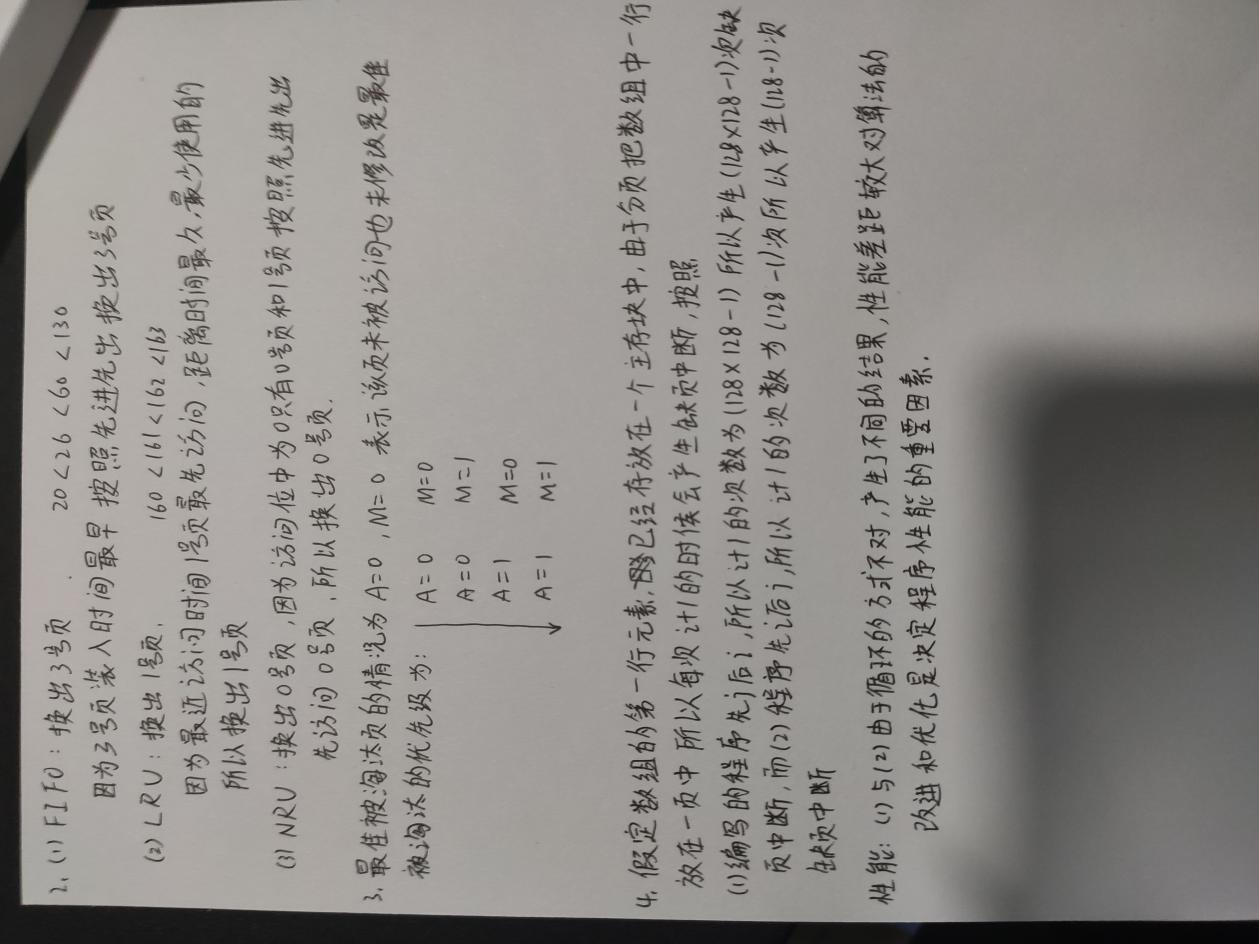 2、(1) FIFO：换出3号页． 20<26<60<130
因为3号页装入时间最早 按照先进先出换出3号页
(2) LRU：换出1号页． 160<161<162<163
因为最近访问时间1号页最先访问，距离时间最久，最少使用的
所以换出1号页
(3) NRU：换出0号页，因为访问位中为0只有0号页和1号页按照先进先出
先访问0号页，所以换出0号页．
3、最佳被淘汰页的情况为 A=0，M=0 表示该页未被访问也未修改是最佳
被淘汰的优先级为：
A=0 M=0
A=0 M=1
A=1 M=0
A=1 M=1
4、假定数组的第一行元素，已经存放在一个主存块中，由于分页把数组中一行
放在一页中 所以每次计1的时候会产生缺页中断，按照
(1)编写的程序先j后i，所以计1的次数为(128×128-1) 所以产生(128×128-1)次缺
页中断，而(2)程序先i后j，所以计1的次数为(128-1)次所以产生(128-1)次
缺页中断
性能：(1)与(2)由于循环的方式不对，产生了不同的结果，性能差距较大对算法的
改进和优化是决定程序性能的重要因素．